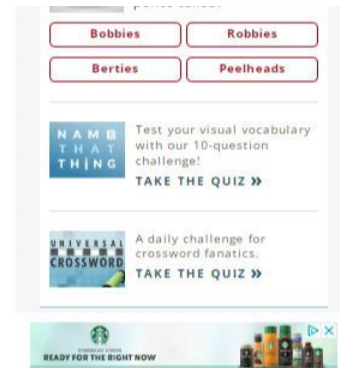 Bobbies
Robbies
Berties
Peelheads
NAME
THAT
THING
Test your visual vocabulary
with our 10-question
challenge!
TAKE THE QUIZ »
UNIVERSAL
CROSSWORD
A daily challenge for
crossword fanatics.
TAKE THE QUIZ »
READY FOR THE RIGHT NOW